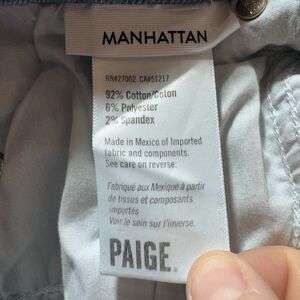 MANHATTAN
RN#27002 CA#51217
92% Cotton/Coton
6% Polyester
2% Spandex
Made in Mexico of Imported
fabric and components.
See care on reverse.
Fabriqué aux Mexique à partir
de tissus et composants
importés
Voir le soin sur l'inverse.
PAIGE.